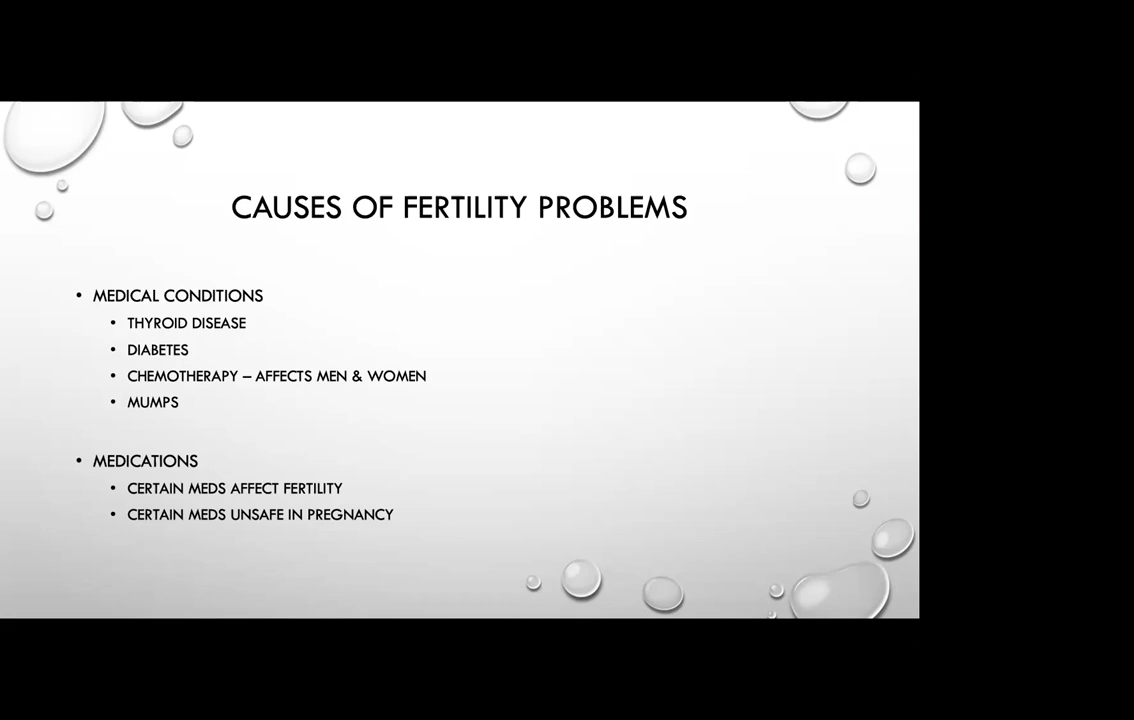 CAUSES OF FERTILITY PROBLEMS
• MEDICAL CONDITIONS
• THYROID DISEASE
• DIABETES
• CHEMOTHERAPY – AFFECTS MEN & WOMEN
• MUMPS
• MEDICATIONS
• CERTAIN MEDS AFFECT FERTILITY
• CERTAIN MEDS UNSAFE IN PREGNANCY